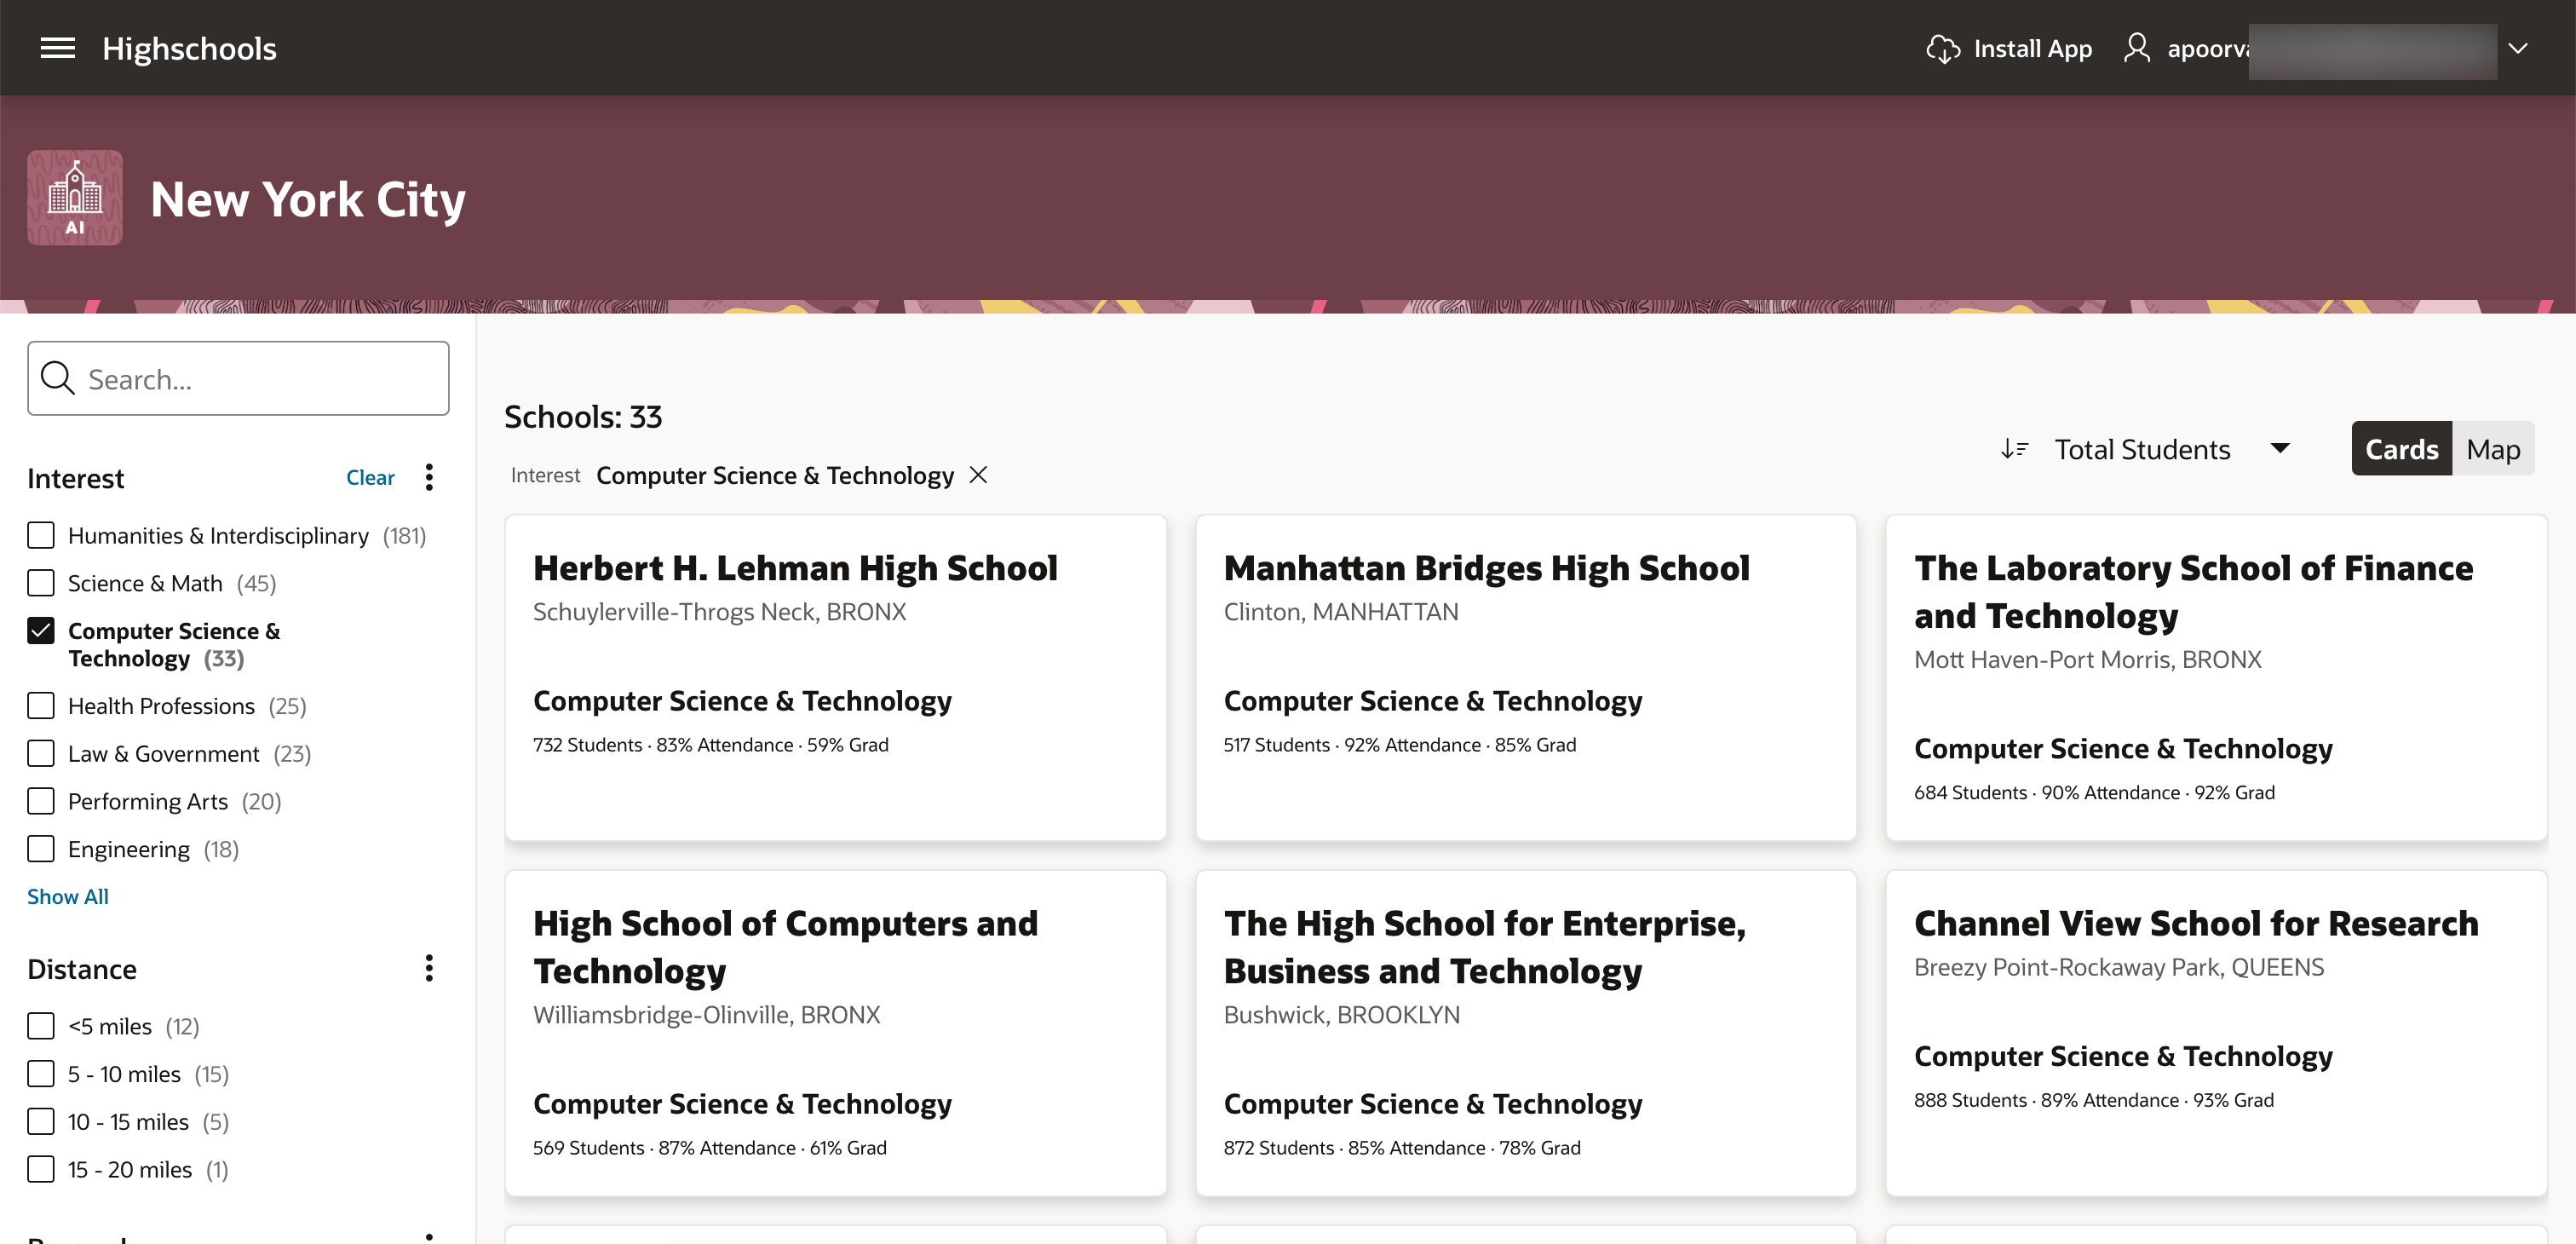 Highschools
Install App
AI
New York City
Search...
Interest
Clear
Humanities & Interdisciplinary (181)
Science & Math (45)
Computer Science &
Technology (33)
Health Professions (25)
Law & Government (23)
Performing Arts (20)
Engineering (18)
Show All
Distance
<5 miles (12)
5 - 10 miles (15)
10 - 15 miles (5)
15 - 20 miles (1)
Schools: 33
Interest Computer Science & Technology
Total Students
Cards Map
Herbert H. Lehman High School
Schuylerville-Throgs Neck, BRONX
Computer Science & Technology
732 Students · 83% Attendance · 59% Grad
Manhattan Bridges High School
Clinton, MANHATTAN
Computer Science & Technology
517 Students · 92% Attendance · 85% Grad
The Laboratory School of Finance
and Technology
Mott Haven-Port Morris, BRONX
Computer Science & Technology
684 Students · 90% Attendance · 92% Grad
High School of Computers and
Technology
Williamsbridge-Olinville, BRONX
Computer Science & Technology
569 Students · 87% Attendance · 61% Grad
The High School for Enterprise,
Business and Technology
Bushwick, BROOKLYN
Computer Science & Technology
872 Students · 85% Attendance · 78% Grad
Channel View School for Research
Breezy Point-Rockaway Park, QUEENS
Computer Science & Technology
888 Students · 89% Attendance · 93% Grad